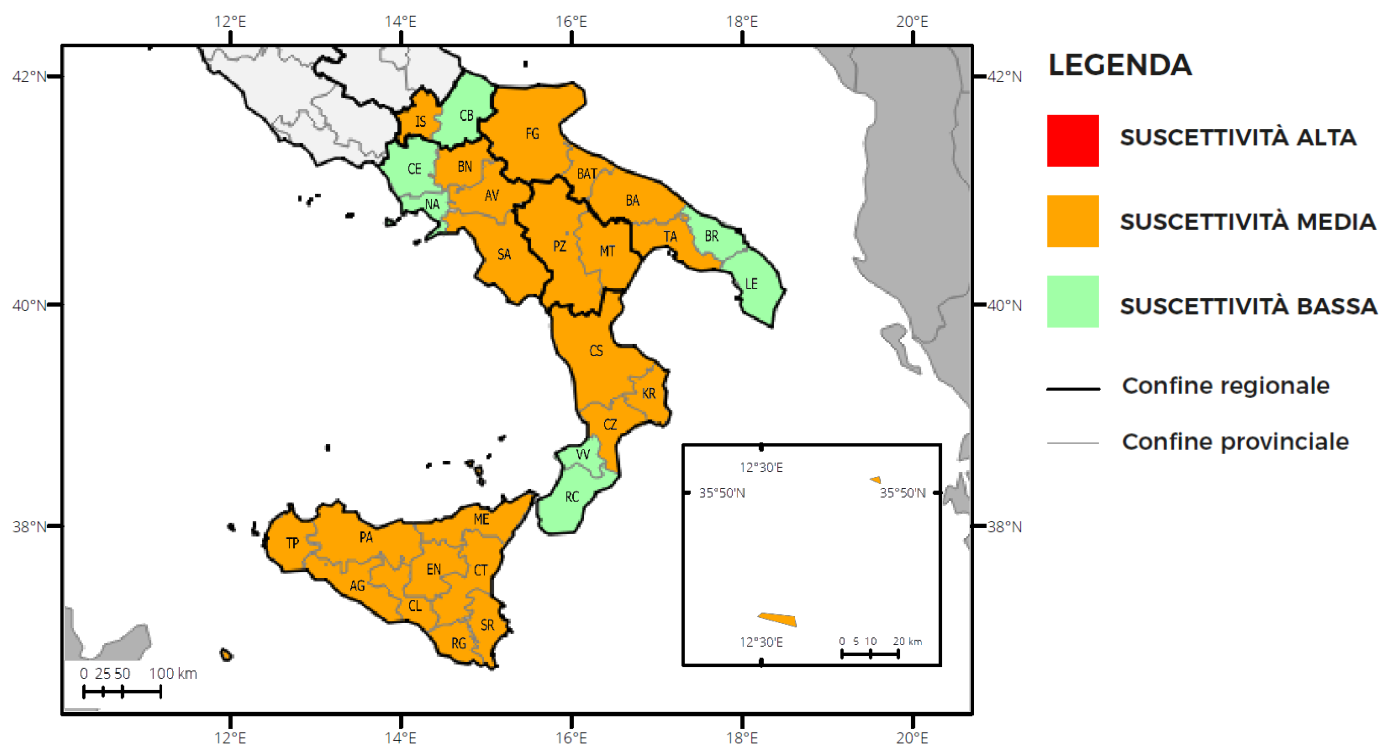 12°E 14°E 16°E 18°E 20°E
42°N 42°N
LEGENDA
SUSCETTIVITÀ ALTA
SUSCETTIVITÀ MEDIA
SUSCETTIVITÀ BASSA
Confine regionale
Confine provinciale
IS CB FG
CE BN BAT
NA AV BA
SA PZ MT TA BR
LE
40°N 40°N
CS
KR
CZ
VV
RC
38°N 38°N
ME
TP PA
EN CT
AG
CL
SR
RG
12°30'E
35°50'N 35°50'N
12°30'E
0 5 10 20 km
0 25 50 100 km
12°E 14°E 16°E 18°E 20°E